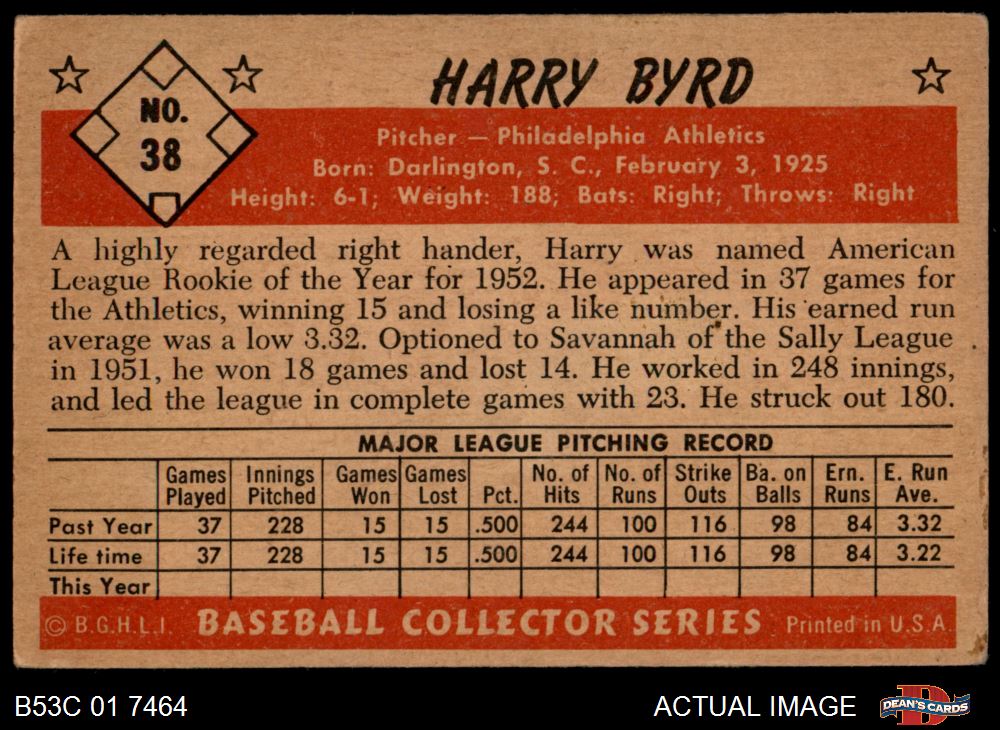 HARRY BYRD
NO.
38
Pitcher — Philadelphia Athletics
Born: Darlington, S. C., February 3, 1925
Height: 6-1; Weight: 188; Bats: Right; Throws: Right
A highly regarded right hander, Harry was named American
League Rookie of the Year for 1952. He appeared in 37 games for
the Athletics, winning 15 and losing a like number. His earned run
average was a low 3.32. Optioned to Savannah of the Sally League
in 1951, he won 18 games and lost 14. He worked in 248 innings,
and led the league in complete games with 23. He struck out 180.
MAJOR LEAGUE PITCHING RECORD
Games Played Innings Pitched Games Won Games Lost Pct. No. of Hits No. of Runs Strike Outs Ba. on Balls Ern. Runs E. Run Ave.
Past Year 37 228 15 15 .500 244 100 116 98 84 3.32
Life time 37 228 15 15 .500 244 100 116 98 84 3.22
This Year
© B.G.H.L.I. BASEBALL COLLECTOR SERIES Printed in U.S.A.
B53C 01 7464 ACTUAL IMAGE DEAN'S CARDS